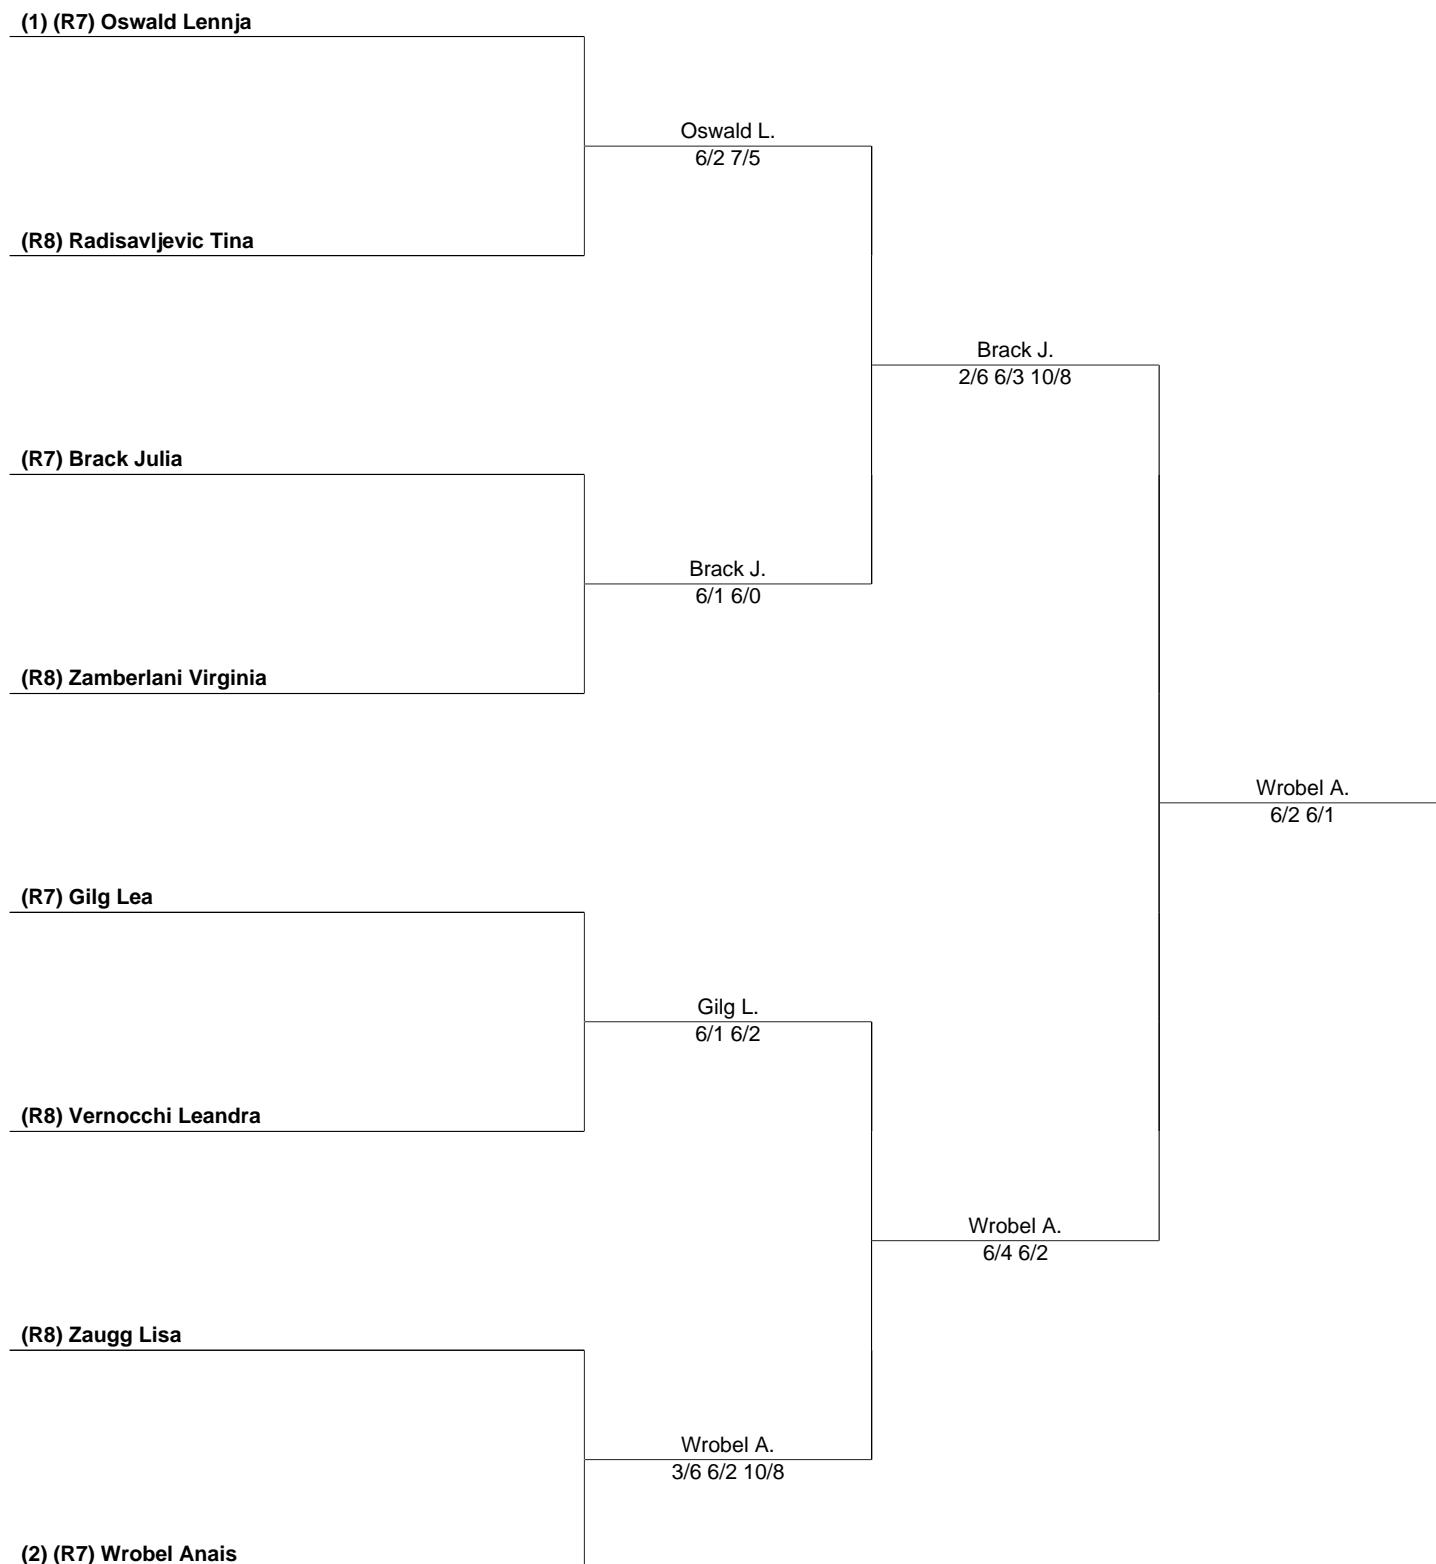 (1) (R7) Oswald Lennja
Oswald L.
6/2 7/5
(R8) Radisavljevic Tina
Brack J.
2/6 6/3 10/8
(R7) Brack Julia
Brack J.
6/1 6/0
(R8) Zamberlani Virginia
Wrobel A.
6/2 6/1
(R7) Gilg Lea
Gilg L.
6/1 6/2
(R8) Vernocchi Leandra
Wrobel A.
6/4 6/2
(R8) Zaugg Lisa
Wrobel A.
3/6 6/2 10/8
(2) (R7) Wrobel Anais